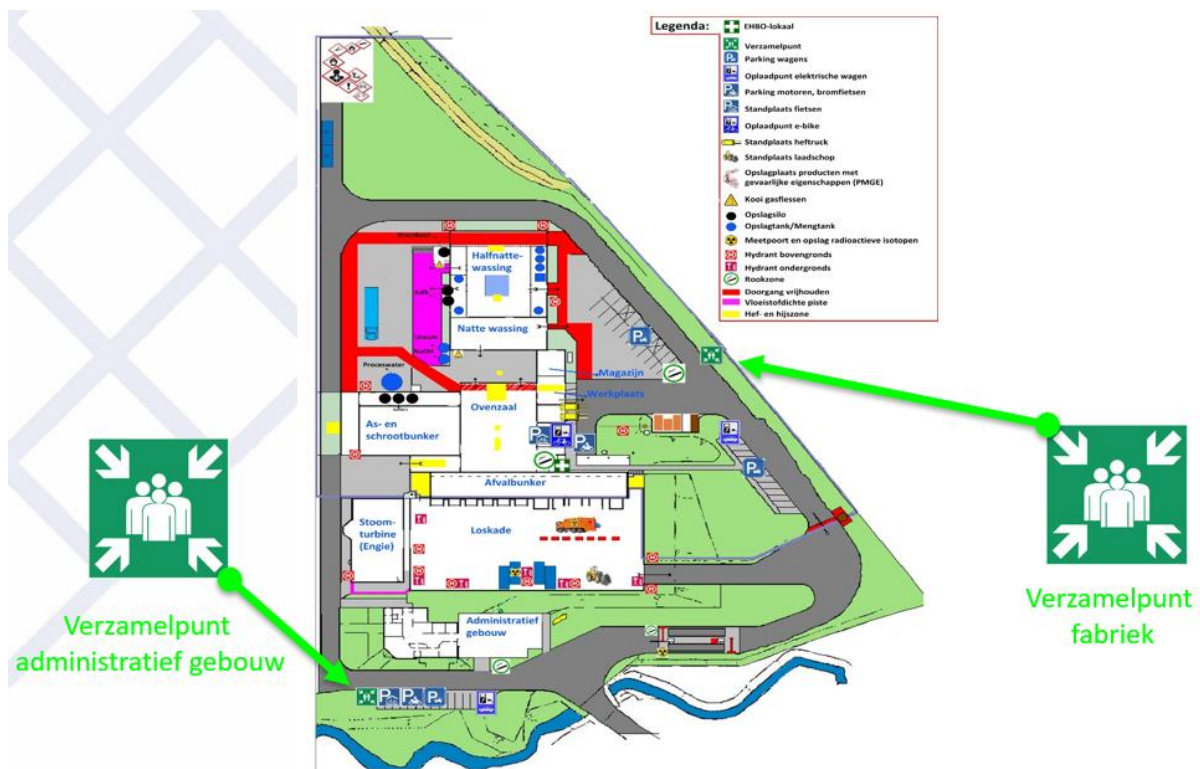 Legenda:
EHBO-lokaal
Verzamelpunt
Parking wagens
Oplaadpunt elektrische wagen
Parking motoren, bromfietsen
Standplaats fietsen
Oplaadpunt e-bike
Standplaats heftruck
Standplaats laadschop
Opslagplaats producten met
gevaarlijke eigenschappen (PMGE)
Kooi gasflessen
Opslagsilo
Opslagtank/Mengtank
Meetpoort en opslag radioactieve isotopen
Hydrant bovengronds
Hydrant ondergronds
Rookzone
Doorgang vrijhouden
Vloeistofdichte piste
Hef- en hijszone
Halfnatte-
wassing
Kalk
Natte wassing
Ureum
NaOH
Proceswater
Magazijn
Werkplaats
Ovenzaal
As- en
schrootbunker
Afvalbunker
Stoom-
turbine
(Engie)
Loskade
Administratief
gebouw
Verzamelpunt
administratief gebouw
Verzamelpunt
fabriek